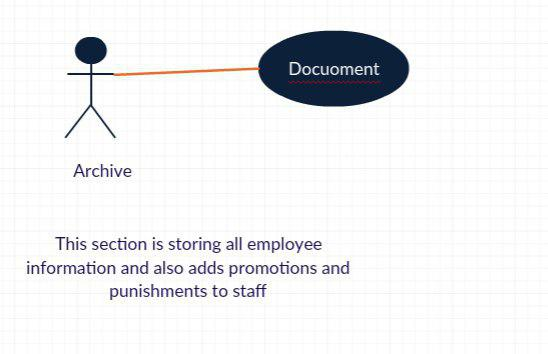 Docuoment
Archive
This section is storing all employee
information and also adds promotions and
punishments to staff